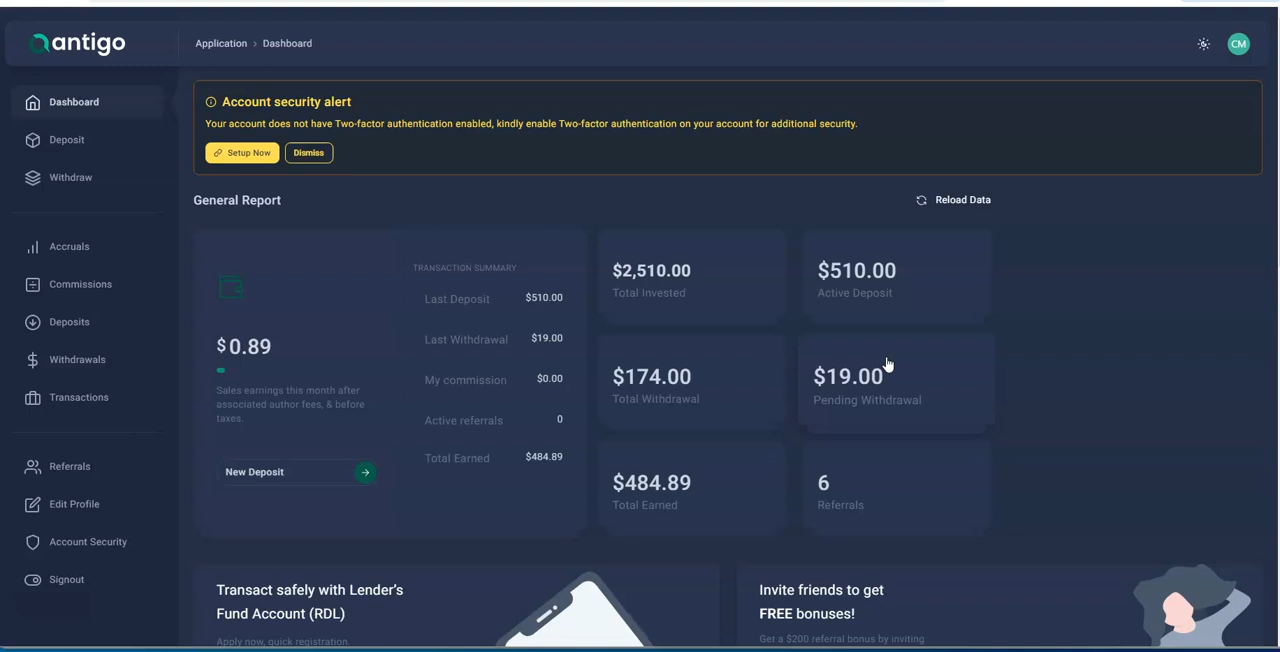 antigo
Application > Dashboard
CM
Dashboard
Deposit
Withdraw
Accruals
Commissions
Deposits
Withdrawals
Transactions
Referrals
Edit Profile
Account Security
Signout
Account security alert
Your account does not have Two-factor authentication enabled, kindly enable Two-factor authentication on your account for additional security.
Setup Now
Dismiss
General Report
Reload Data
$0.89
Sales earnings this month after
associated author fees, & before
taxes.
New Deposit
TRANSACTION SUMMARY
Last Deposit $510.00
Last Withdrawal $19.00
My commission $0.00
Active referrals 0
Total Earned $484.89
$2,510.00
Total Invested
$510.00
Active Deposit
$174.00
Total Withdrawal
$19.00
Pending Withdrawal
$484.89
Total Earned
6
Referrals
Transact safely with Lender's
Fund Account (RDL)
Apply now, quick registration.
Invite friends to get
FREE bonuses!
Get a $200 referral bonus by inviting